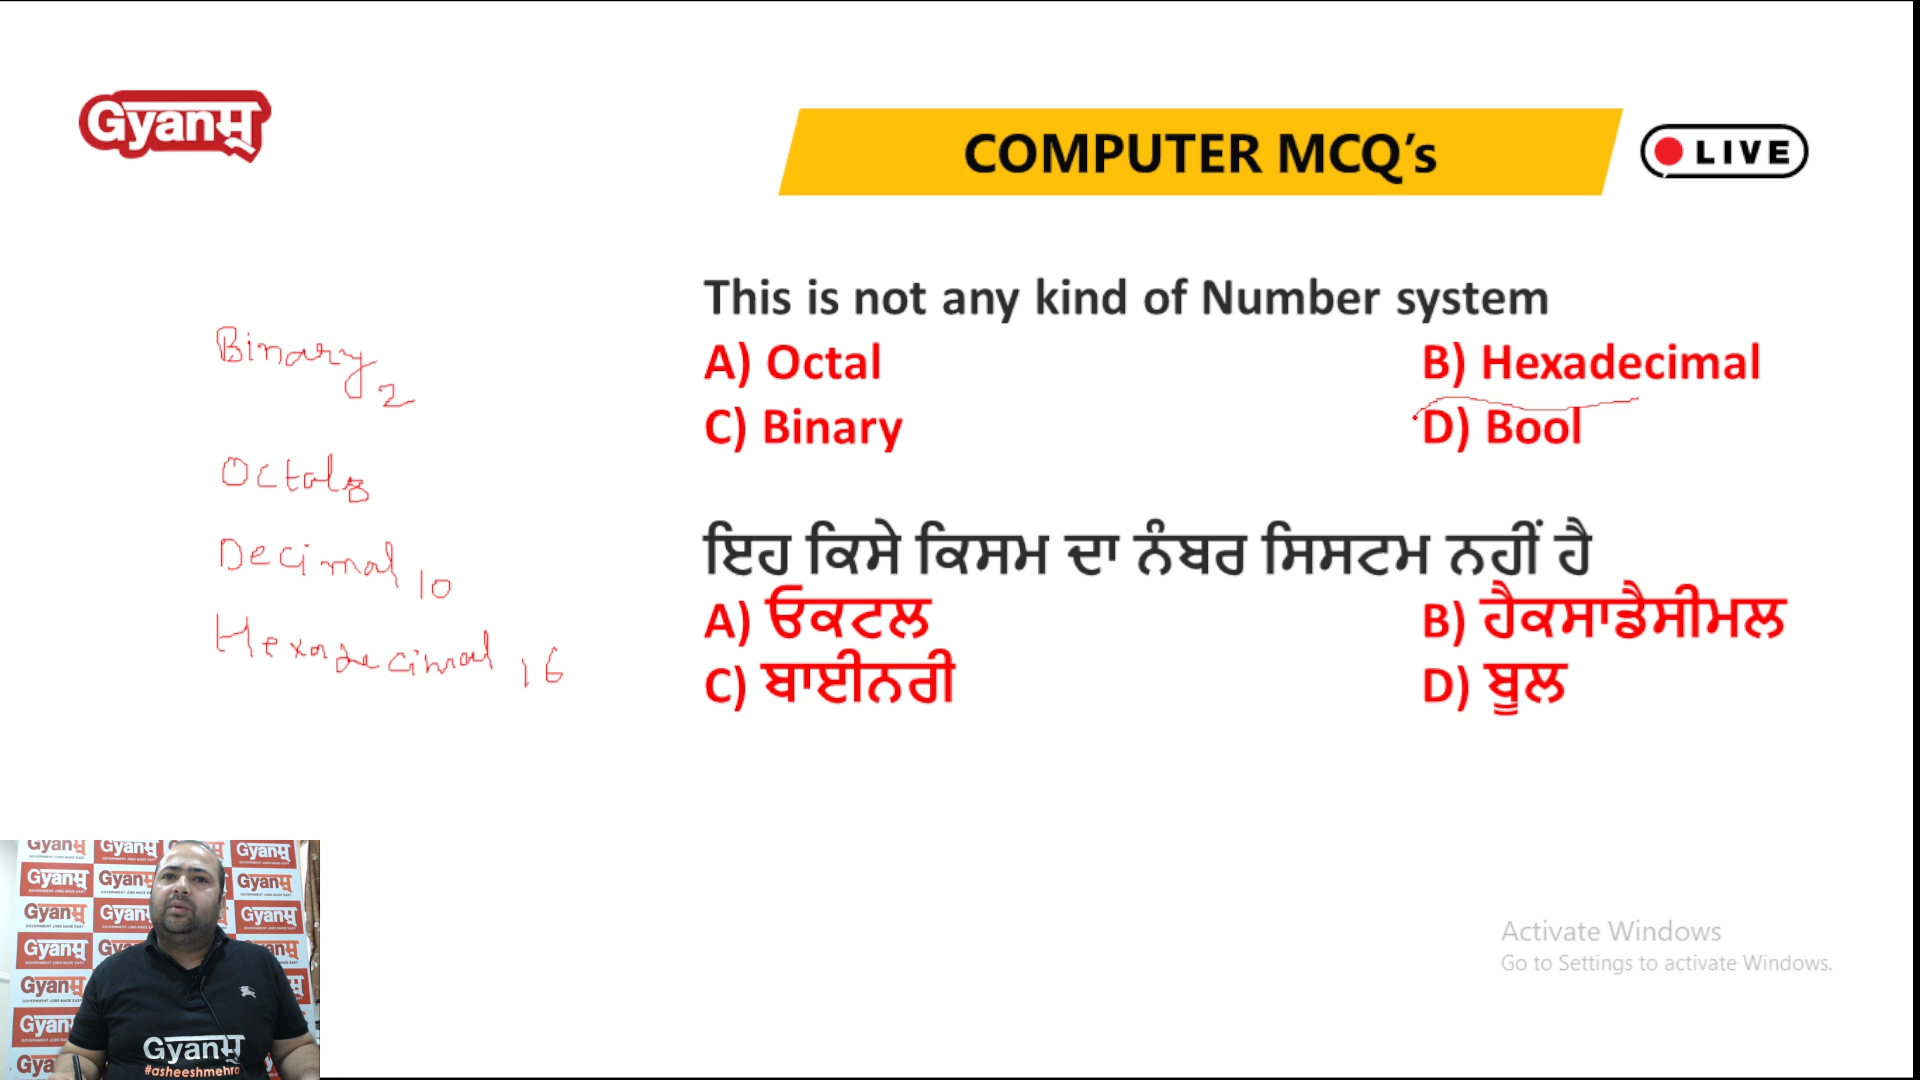 Gyanਮ
COMPUTER MCQ's
LIVE
This is not any kind of Number system
A) Octal
B) Hexadecimal
C) Binary
D) Bool
ਇਹ ਕਿਸੇ ਕਿਸਮ ਦਾ ਨੰਬਰ ਸਿਸਟਮ ਨਹੀਂ ਹੈ
A) ਓਕਟਲ
B) ਹੈਕਸਾਡੈਸੀਮਲ
C) ਬਾਈਨਰੀ
D) ਬੂਲ
Binary 2
Octal 8
Decimal 10
Hexadecimal 16
Activate Windows
Go to Settings to activate Windows.
#asheeshmehra